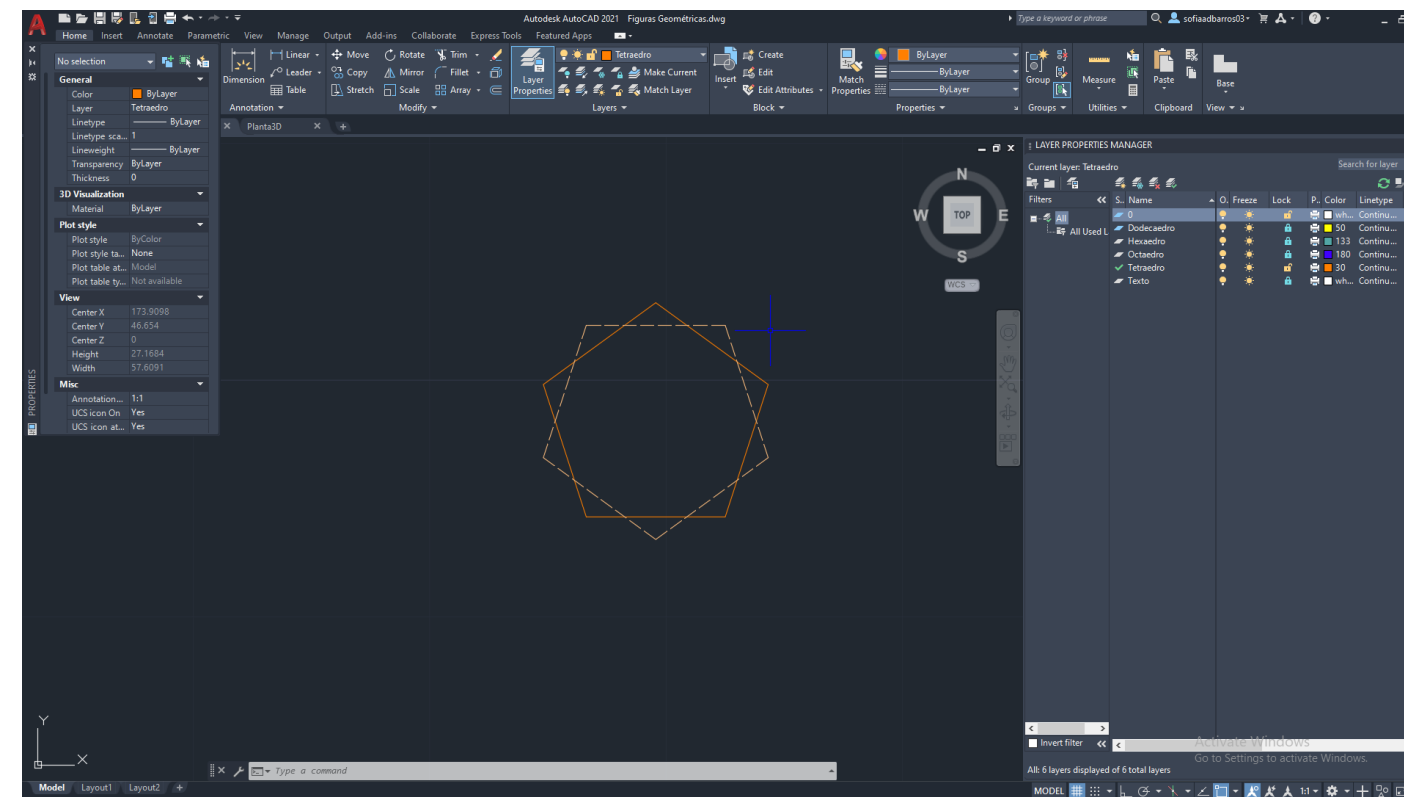 Autodesk AutoCAD 2021 Figuras Geométricas.dwg
Type a keyword or phrase
sofiaadbarros03
Home Insert Annotate Parametric View Manage Output Add-ins Collaborate Express Tools Featured Apps
No selection
General
Color ByLayer
Layer Tetraedro
Linetype ByLayer
Linetype sca... 1
Lineweight ByLayer
Transparency ByLayer
Thickness 0
3D Visualization
Material ByLayer
Plot style
Plot style ByColor
Plot style ta... None
Plot table at... Model
Plot table ty... Not available
View
Center X 173.9098
Center Y 46.654
Center Z 0
Height 27.1684
Width 57.6091
Misc
Annotation... 1:1
UCS icon On Yes
UCS icon at... Yes
PROPERTIES
Dimension
Linear
Leader
Table
Annotation
Move Rotate Trim
Copy Mirror Fillet
Stretch Scale Array
Modify
Layer
Properties
Tetraedro
Make Current
Match Layer
Layers
Insert
Create
Edit
Edit Attributes
Block
Match
Properties
ByLayer
ByLayer
ByLayer
Properties
Group
Groups
Measure
Utilities
Paste
Clipboard
Base
View
Planta3D
N
W TOP E
S
WCS
LAYER PROPERTIES MANAGER
Current layer: Tetraedro
Search for layer
Filters
All
All Used L
S.. Name O. Freeze Lock P.. Color Linetype
0 wh... Continu...
Dodecaedro 50 Continu...
Hexaedro 133 Continu...
Octaedro 180 Continu...
Tetraedro 30 Continu...
Texto wh... Continu...
Invert filter
All: 6 layers displayed of 6 total layers
Activate Windows
Go to Settings to activate Windows.
Y
X
Type a command
Model Layout1 Layout2 +
MODEL
1:1